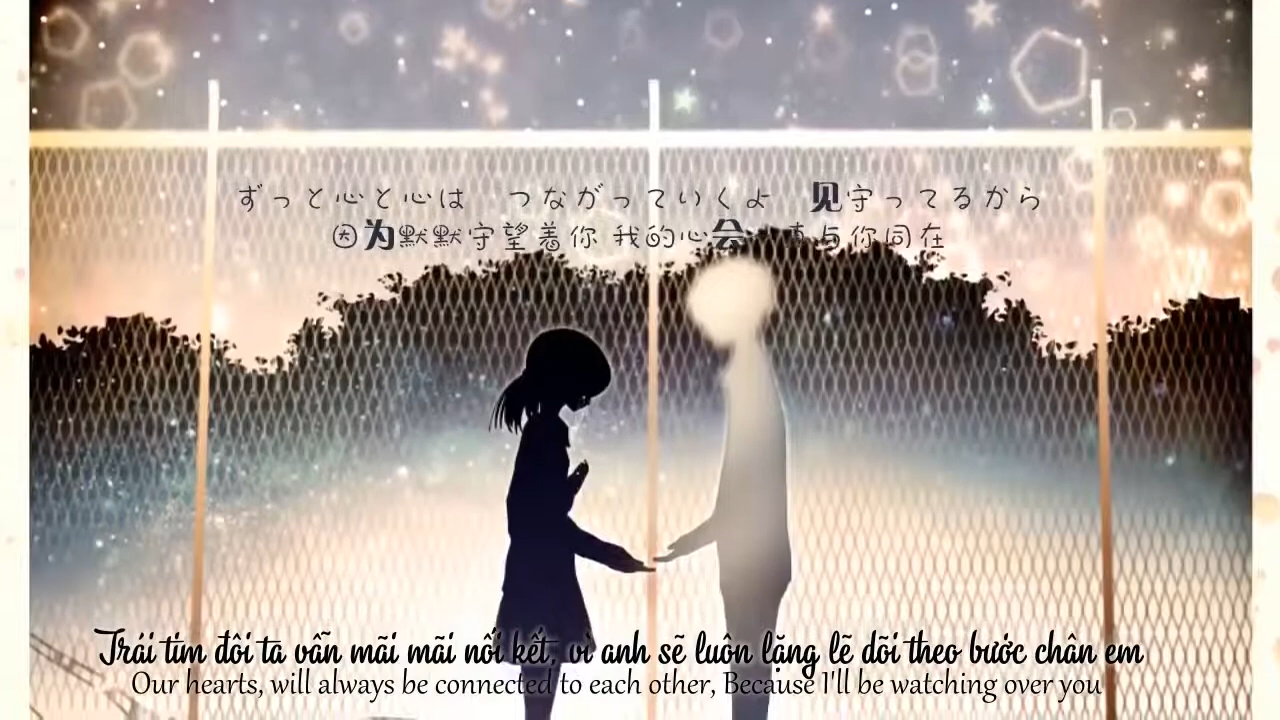 ずっと心と心は つながっていくよ 见守ってるから
因为默默守望着你 我的心会一直与你同在
Trái tim đôi ta vẫn mãi mãi nối kết, vì anh sẽ luôn lặng lẽ dõi theo bước chân em
Our hearts, will always be connected to each other, Because I'll be watching over you